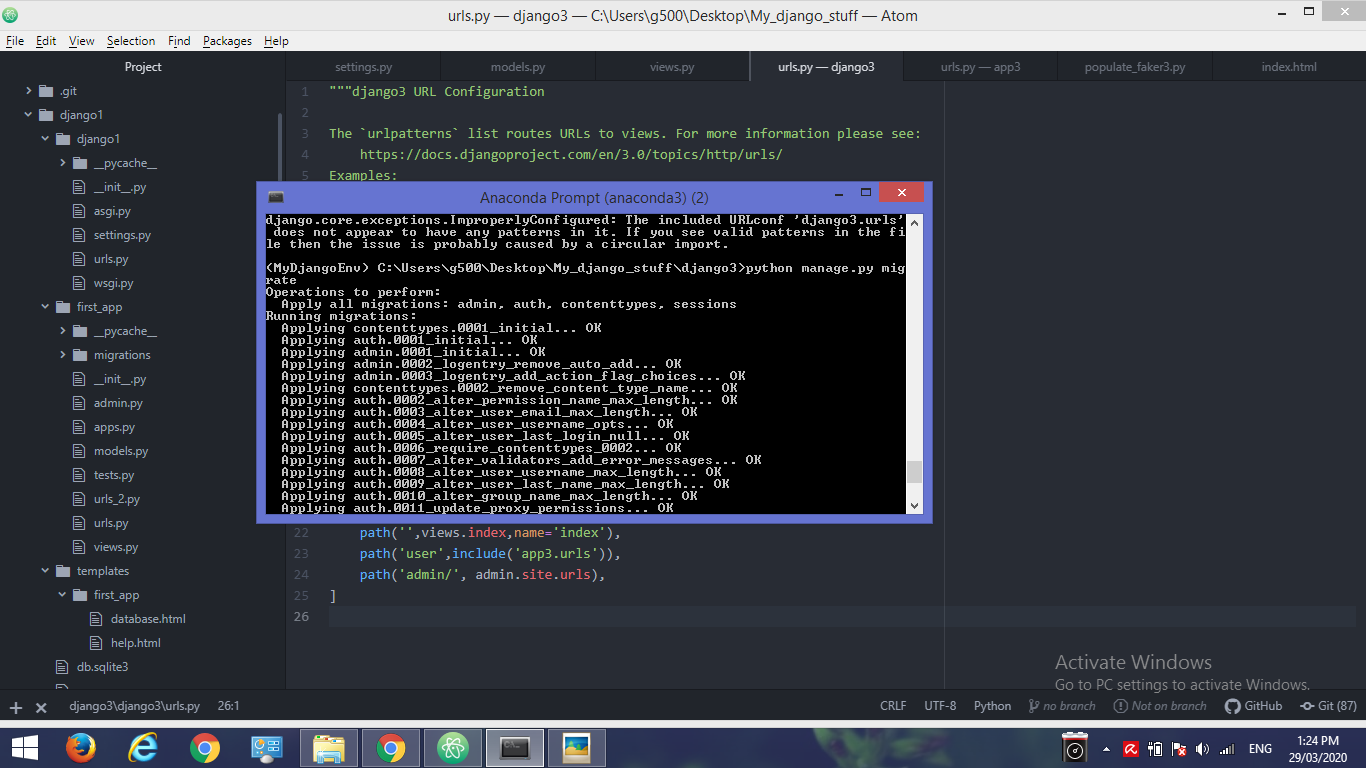 urls.py — django3 — C:\Users\g500\Desktop\My_django_stuff — Atom
File Edit View Selection Find Packages Help
Project
settings.py models.py views.py urls.py — django3 urls.py — app3 populate_faker3.py index.html
.git
django1
django1
__pycache__
__init__.py
asgi.py
settings.py
urls.py
wsgi.py
first_app
__pycache__
migrations
__init__.py
admin.py
apps.py
models.py
tests.py
urls_2.py
urls.py
views.py
templates
first_app
database.html
help.html
db.sqlite3
1 """django3 URL Configuration
2
3 The `urlpatterns` list routes URLs to views. For more information please see:
4 https://docs.djangoproject.com/en/3.0/topics/http/urls/
5 Examples:
Anaconda Prompt (anaconda3) (2)
django.core.exceptions.ImproperlyConfigured: The included URLconf 'django3.urls'
does not appear to have any patterns in it. If you see valid patterns in the fi
le then the issue is probably caused by a circular import.
(MyDjangoEnv) C:\Users\g500\Desktop\My_django_stuff\django3>python manage.py mig
rate
Operations to perform:
Apply all migrations: admin, auth, contenttypes, sessions
Running migrations:
Applying contenttypes.0001_initial... OK
Applying auth.0001_initial... OK
Applying admin.0001_initial... OK
Applying admin.0002_logentry_remove_auto_add... OK
Applying admin.0003_logentry_add_action_flag_choices... OK
Applying contenttypes.0002_remove_content_type_name... OK
Applying auth.0002_alter_permission_name_max_length... OK
Applying auth.0003_alter_user_email_max_length... OK
Applying auth.0004_alter_user_username_opts... OK
Applying auth.0005_alter_user_last_login_null... OK
Applying auth.0006_require_contenttypes_0002... OK
Applying auth.0007_alter_validators_add_error_messages... OK
Applying auth.0008_alter_user_username_max_length... OK
Applying auth.0009_alter_user_last_name_max_length... OK
Applying auth.0010_alter_group_name_max_length... OK
Applying auth.0011_update_proxy_permissions... OK
22 path('',views.index,name='index'),
23 path('user',include('app3.urls')),
24 path('admin/', admin.site.urls),
25 ]
26
Activate Windows
Go to PC settings to activate Windows.
django3\django3\urls.py 26:1 CRLF UTF-8 Python no branch Not on branch GitHub Git (87)
ENG 1:24 PM
29/03/2020